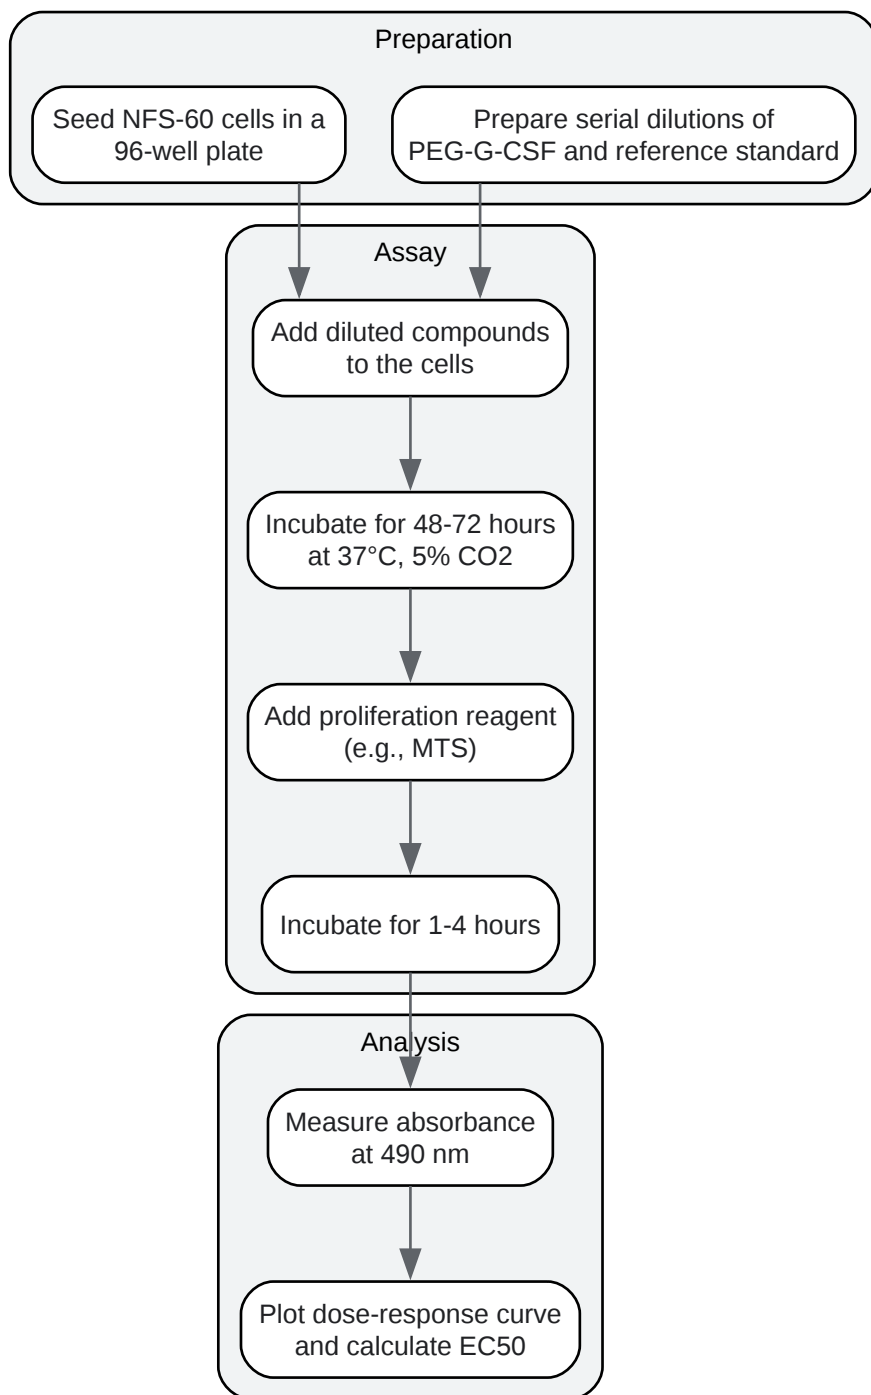 Preparation
Seed NFS-60 cells in a
96-well plate
Prepare serial dilutions of
PEG-G-CSF and reference standard
Assay
Add diluted compounds
to the cells
Incubate for 48-72 hours
at 37°C, 5% CO2
Add proliferation reagent
(e.g., MTS)
Incubate for 1-4 hours
Analysis
Measure absorbance
at 490 nm
Plot dose-response curve
and calculate EC50